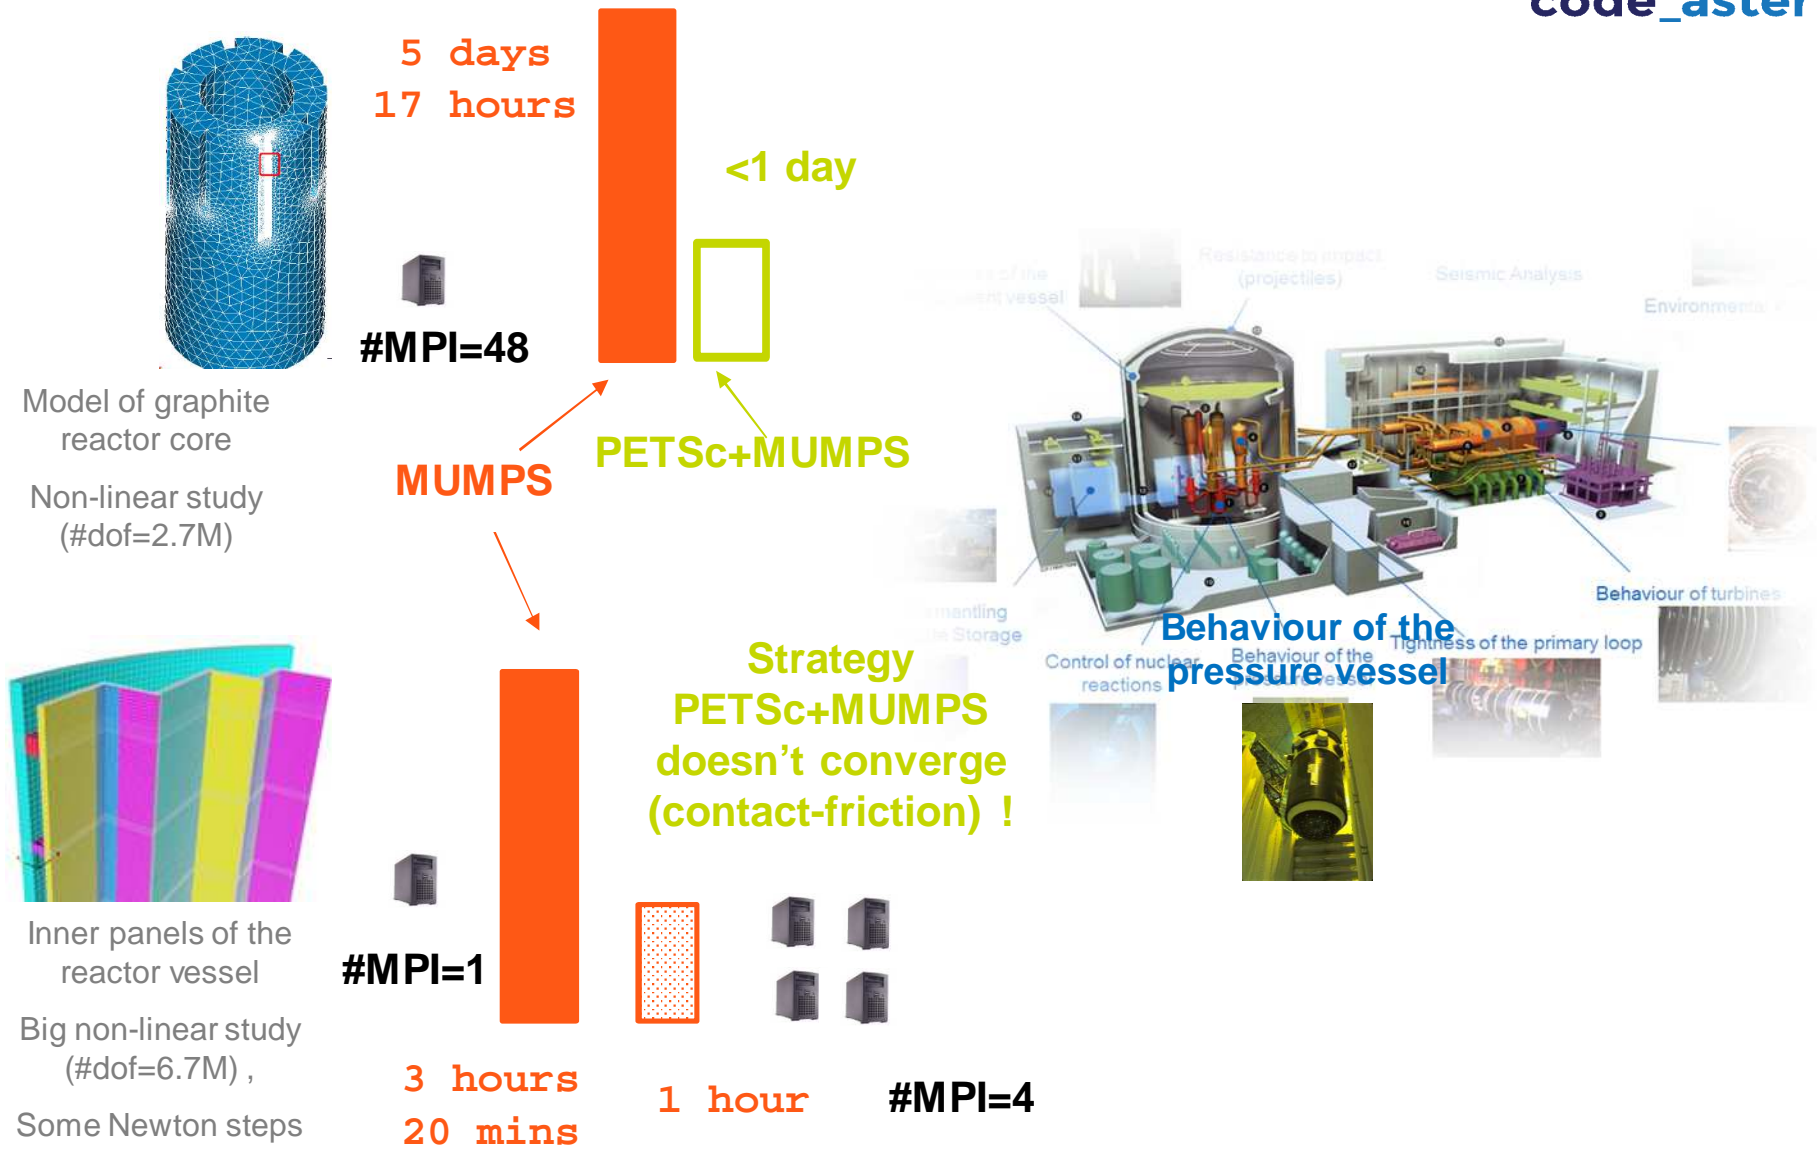 code_aster
5 days
17 hours
<1 day
#MPI=48
Model of graphite
reactor core
Non-linear study
(#dof=2.7M)
MUMPS
PETSc+MUMPS
Resistance to impact
(projectiles)
Seismic Analysis
of the
vessel
Behaviour of turbines
Storage
Control of nuclear
reactions
Behaviour of the
Behaviour of the
pressure vessel
Tightness of the primary loop
Strategy
PETSc+MUMPS
doesn’t converge
(contact-friction) !
Inner panels of the
reactor vessel
#MPI=1
Big non-linear study
(#dof=6.7M) ,
Some Newton steps
3 hours
20 mins
1 hour
#MPI=4